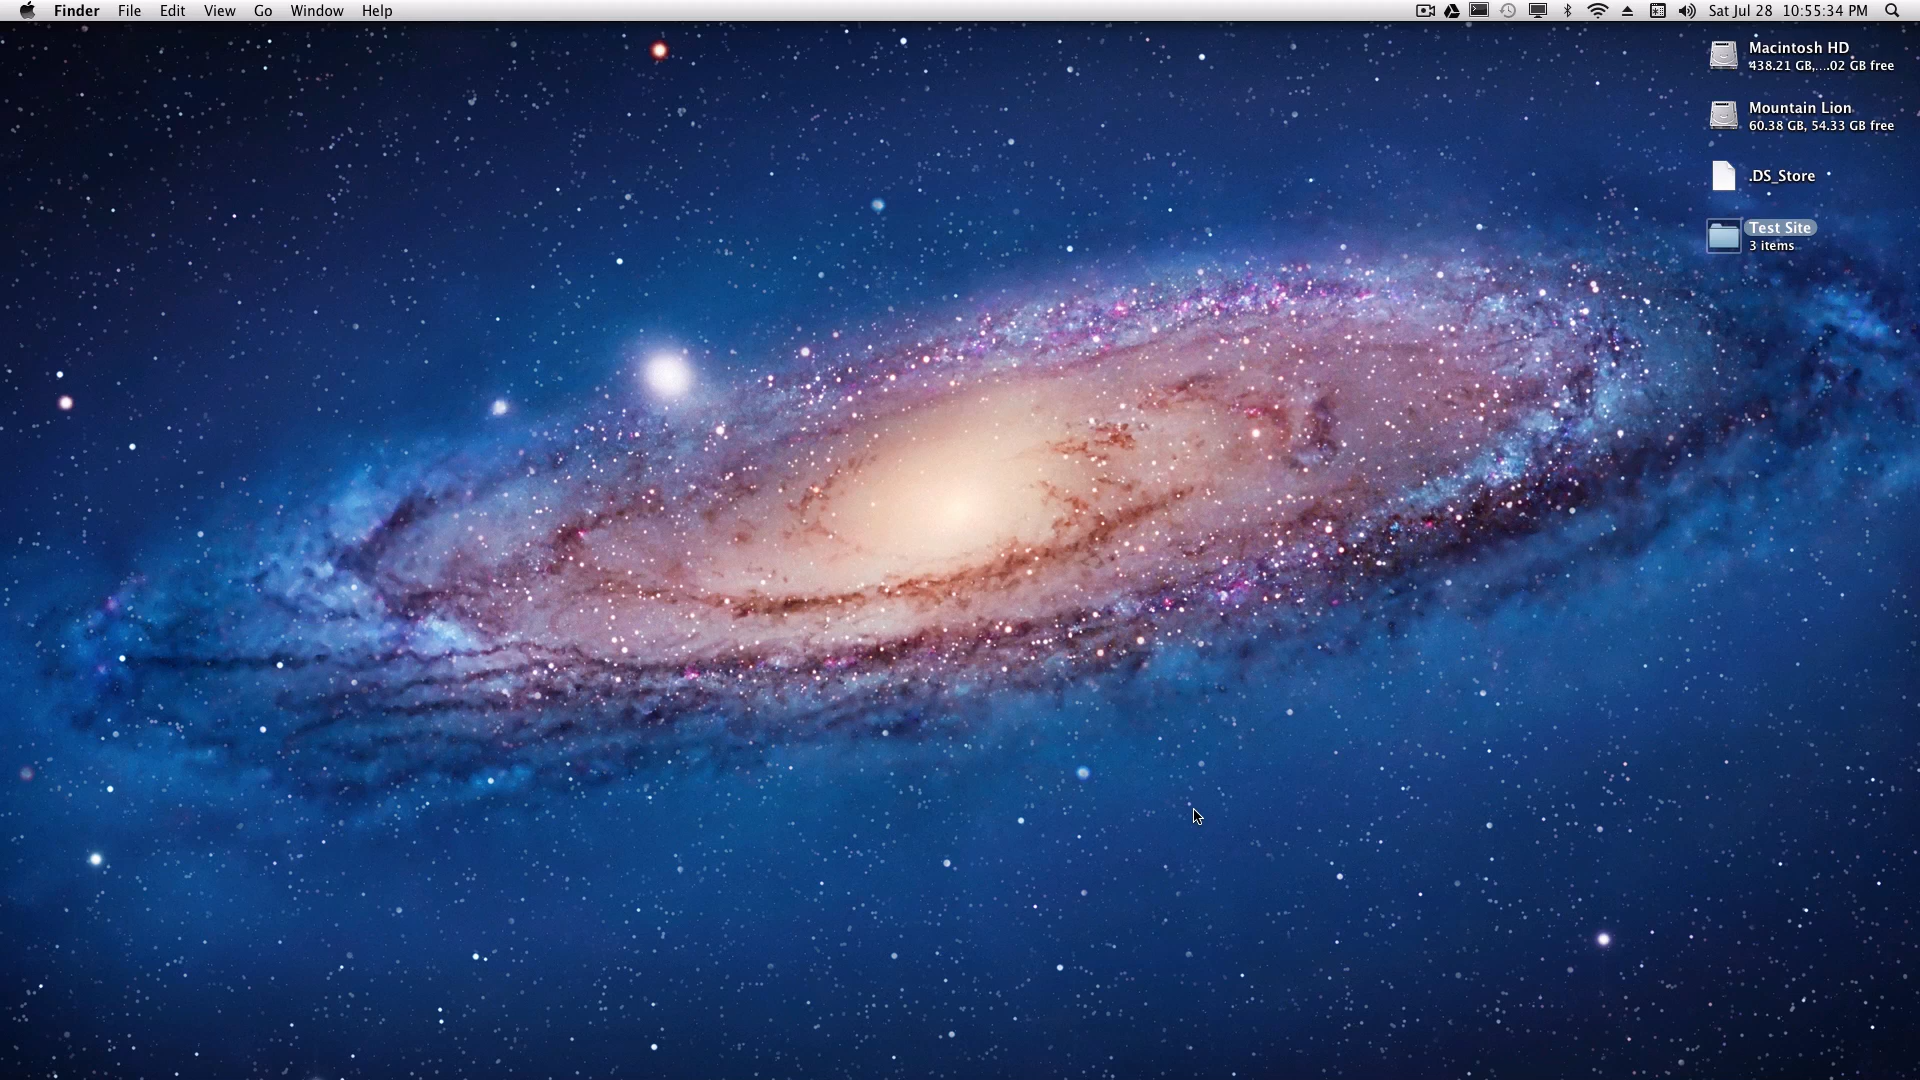 Finder File Edit View Go Window Help Sat Jul 28 10:55:34 PM
Macintosh HD
438.21 GB,....02 GB free
Mountain Lion
60.38 GB, 54.33 GB free
.DS_Store
Test Site
3 items